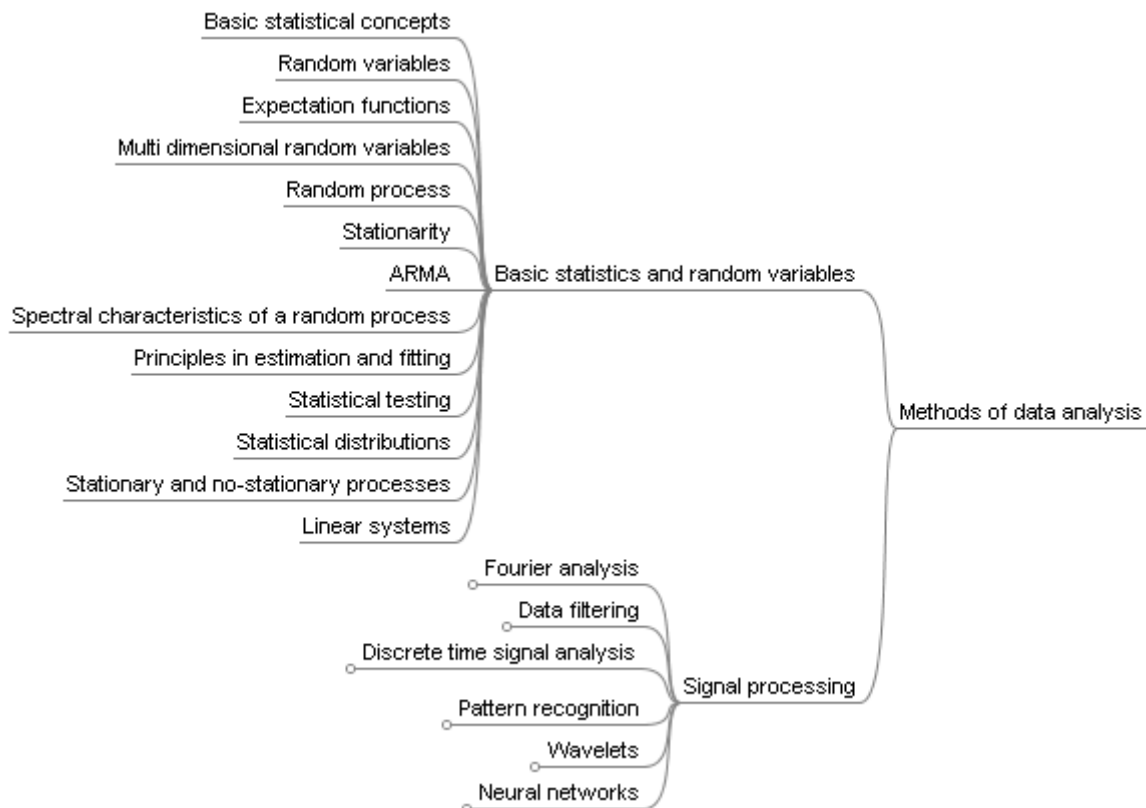 Basic statistical concepts
Random variables
Expectation functions
Multi dimensional random variables
Random process
Stationarity
ARMA
Basic statistics and random variables
Spectral characteristics of a random process
Principles in estimation and fitting
Statistical testing
Methods of data analysis
Statistical distributions
Stationary and no-stationary processes
Linear systems
Fourier analysis
Data filtering
Discrete time signal analysis
Signal processing
Pattern recognition
Wavelets
Neural networks